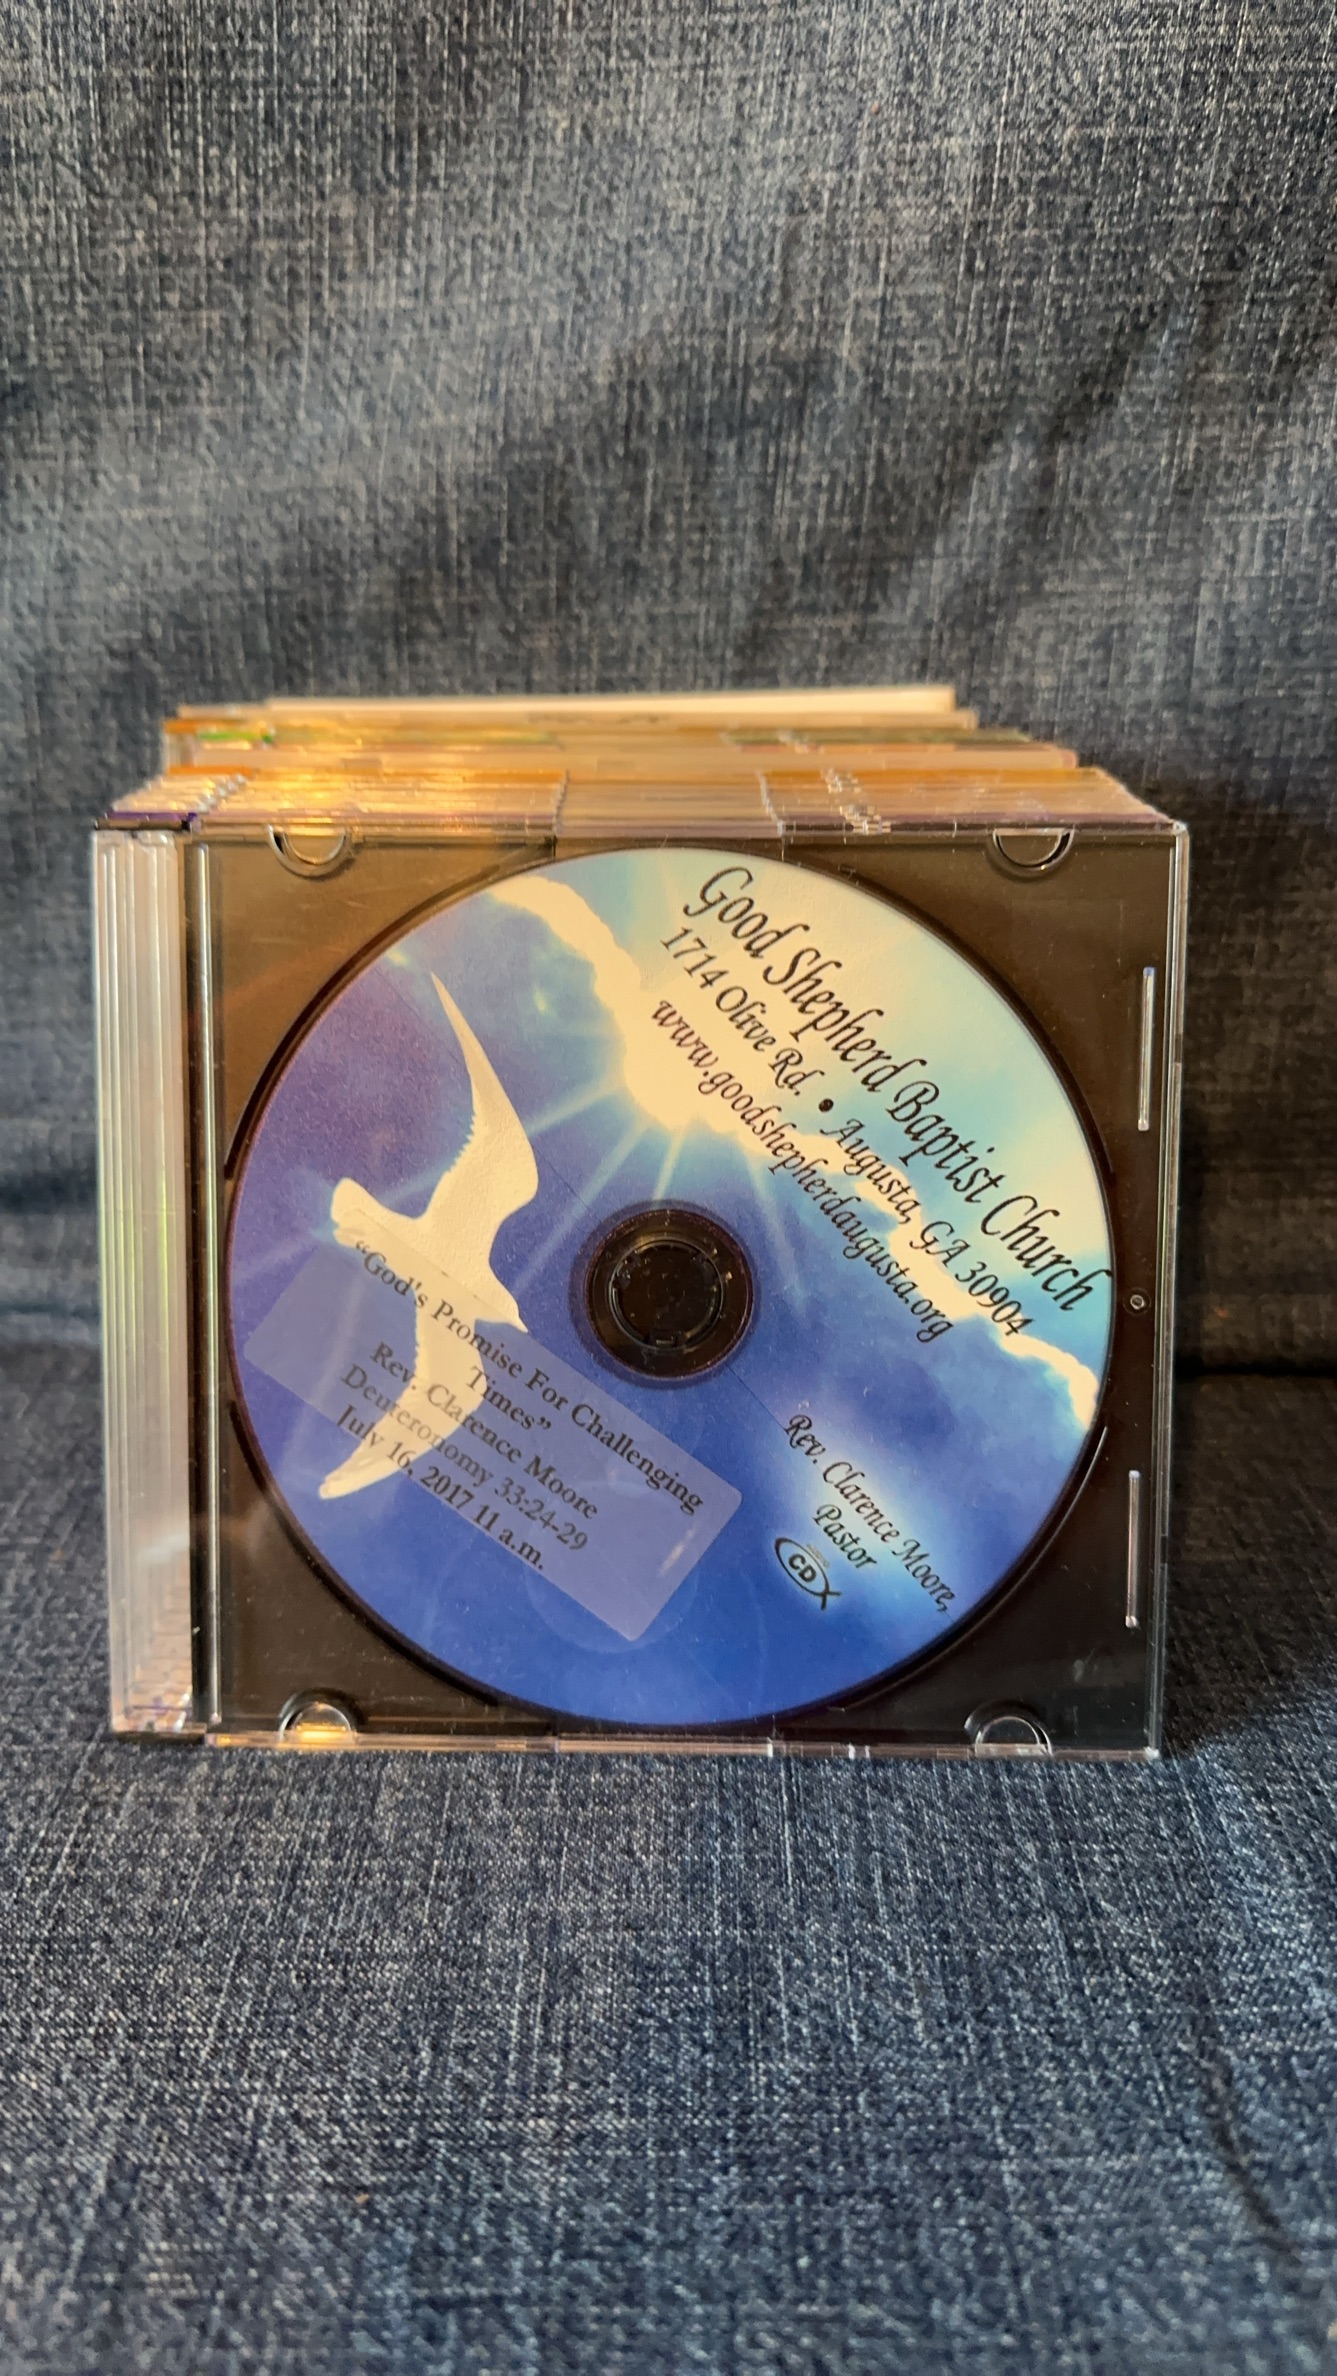 Good Shepherd Baptist Church
1714 Olive Rd. • Augusta, GA 30904
www.goodshepherdaugusta.org
"God's Promise For Challenging
Times"
Rev. Clarence Moore
Deuteronomy 33:24-29
July 16, 2017 11 a.m.
Rev. Clarence Moore,
Pastor
CD